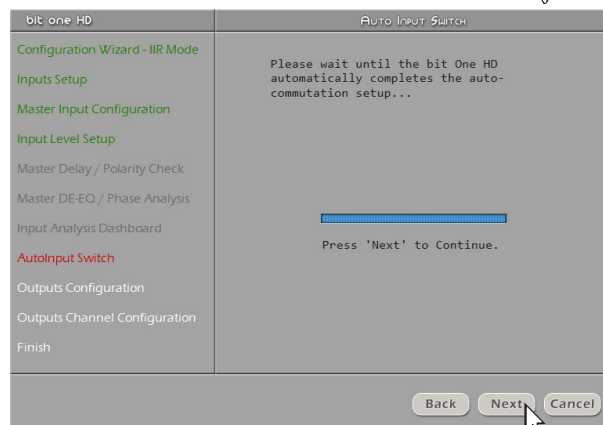 bit one HD
Auto Input Switch
Configuration Wizard - IIR Mode
Inputs Setup
Master Input Configuration
Input Level Setup
Master Delay / Polarity Check
Master DE-EQ / Phase Analysis
Input Analysis Dashboard
AutoInput Switch
Outputs Configuration
Outputs Channel Configuration
Finish
Please wait until the bit One HD
automatically completes the auto-
commutation setup...
Press 'Next' to Continue.
Back Next Cancel